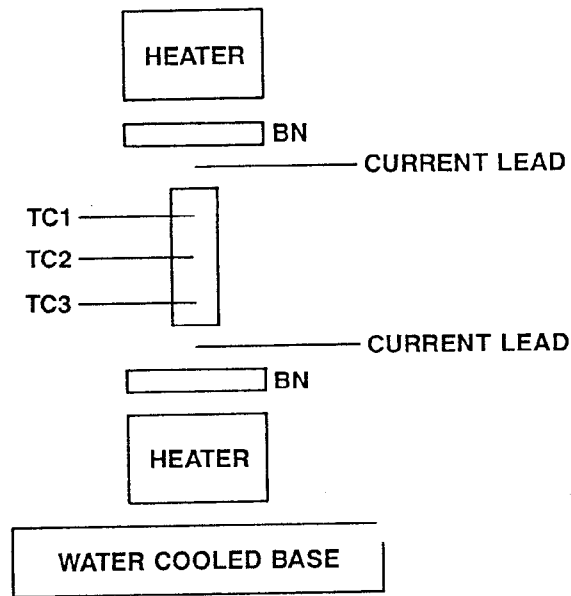 HEATER
BN
CURRENT LEAD
TC1
TC2
TC3
CURRENT LEAD
BN
HEATER
WATER COOLED BASE